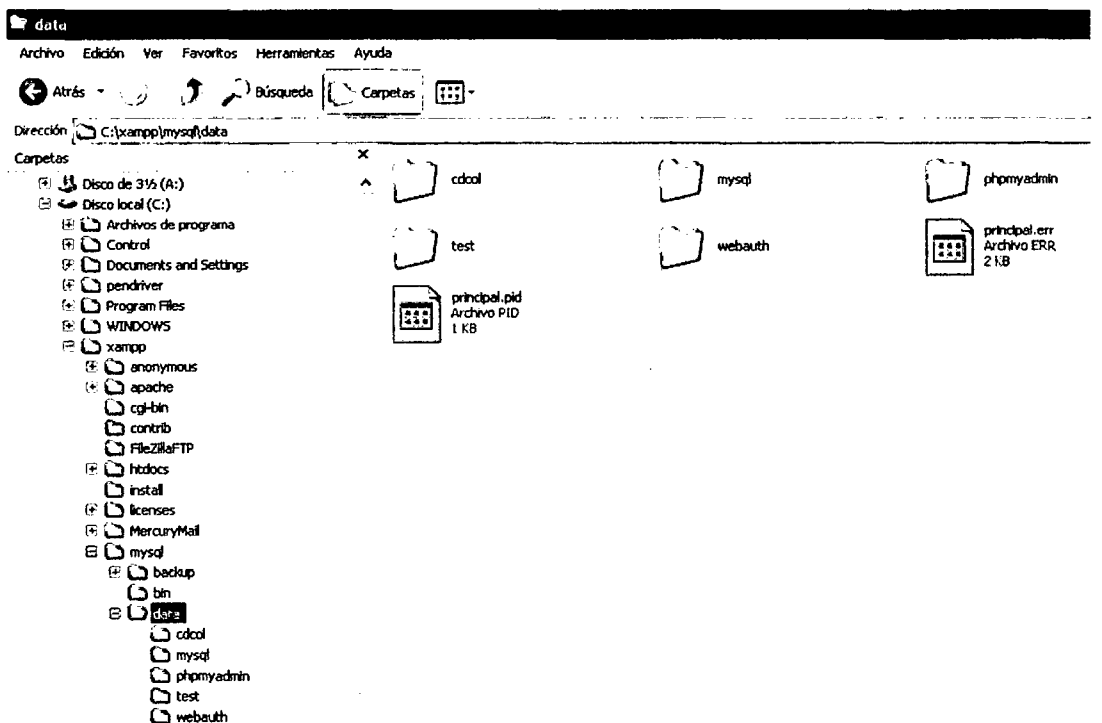 data
Archivo Edición Ver Favoritos Herramientas Ayuda
Atrás Búsqueda Carpetas
Dirección C:\xampp\mysql\data
Carpetas
Disco de 3½ (A:)
Disco local (C:)
Archivos de programa
Control
Documents and Settings
pendriver
Program Files
WINDOWS
xampp
anonymous
apache
cgi-bin
contrib
FileZillaFTP
htdocs
install
licenses
MercuryMail
mysql
backup
bin
data
cdcol
mysql
phpmyadmin
test
webauth
cdcol
mysql
phpmyadmin
test
webauth
principal.err
Archivo ERR
2 KB
principal.pid
Archivo PID
1 KB